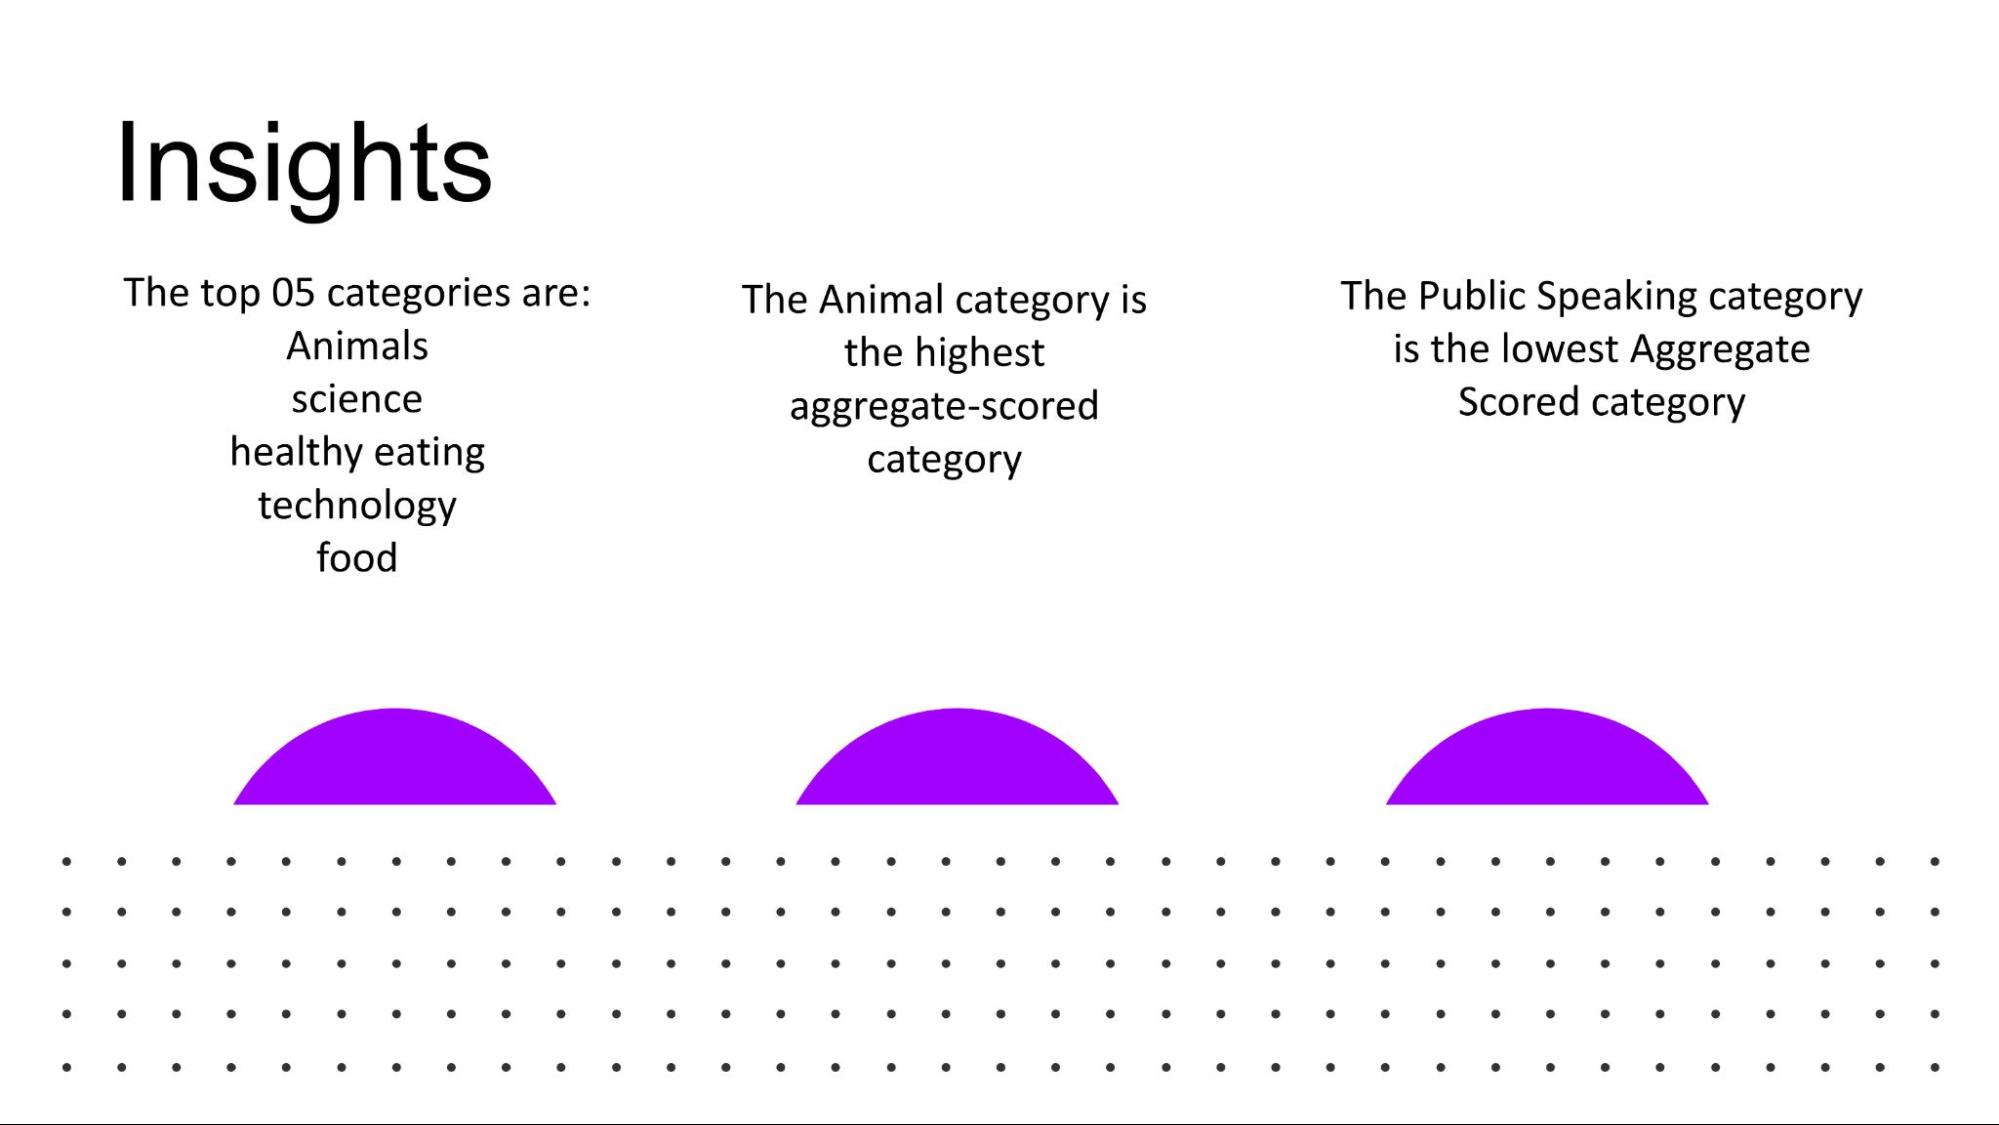 Insights
The top 05 categories are:
Animals
science
healthy eating
technology
food
The Animal category is
the highest
aggregate-scored
category
The Public Speaking category
is the lowest Aggregate
Scored category